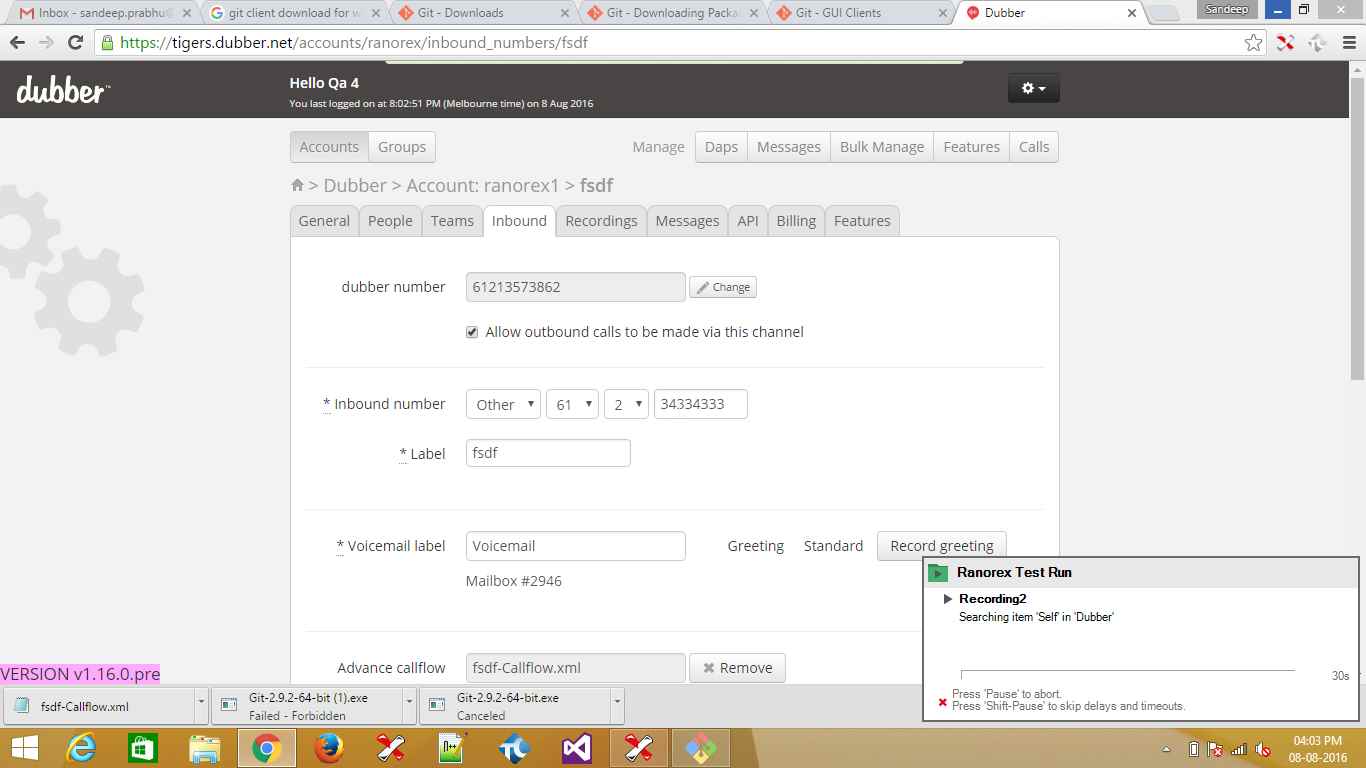 Inbox - sandeep.prabhu@
git client download for w
Git - Downloads
Git - Downloading Packa
Git - GUI Clients
Dubber
Sandeep
https://tigers.dubber.net/accounts/ranorex/inbound_numbers/fsdf
dubber™
Hello Qa 4
You last logged on at 8:02:51 PM (Melbourne time) on 8 Aug 2016
Accounts Groups
Manage Daps Messages Bulk Manage Features Calls
> Dubber > Account: ranorex1 > fsdf
General People Teams Inbound Recordings Messages API Billing Features
dubber number 61213573862 Change
Allow outbound calls to be made via this channel
* Inbound number Other 61 2 34334333
* Label fsdf
* Voicemail label Voicemail Greeting Standard Record greeting
Mailbox #2946
Advance callflow fsdf-Callflow.xml Remove
VERSION v1.16.0.pre
Ranorex Test Run
Recording2
Searching item 'Self' in 'Dubber'
30s
Press 'Pause' to abort.
Press 'Shift-Pause' to skip delays and timeouts.
fsdf-Callflow.xml
Git-2.9.2-64-bit (1).exe
Failed - Forbidden
Git-2.9.2-64-bit.exe
Canceled
04:03 PM
08-08-2016